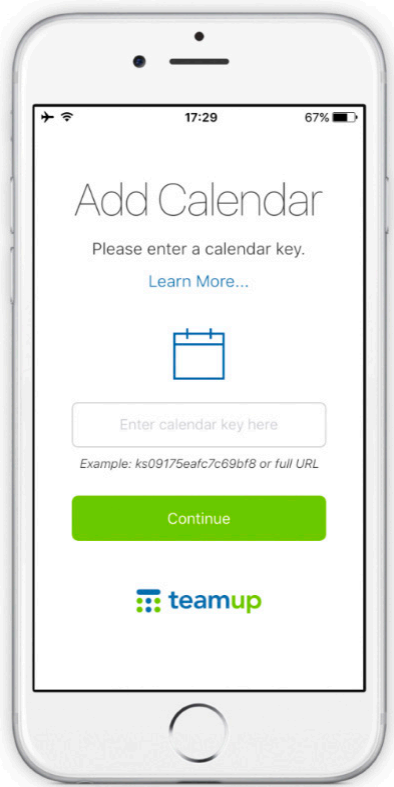 17:29
67%
Add Calendar
Please enter a calendar key.
Learn More...
Enter calendar key here
Example: ks09175eafc7c69bf8 or full URL
Continue
teamup